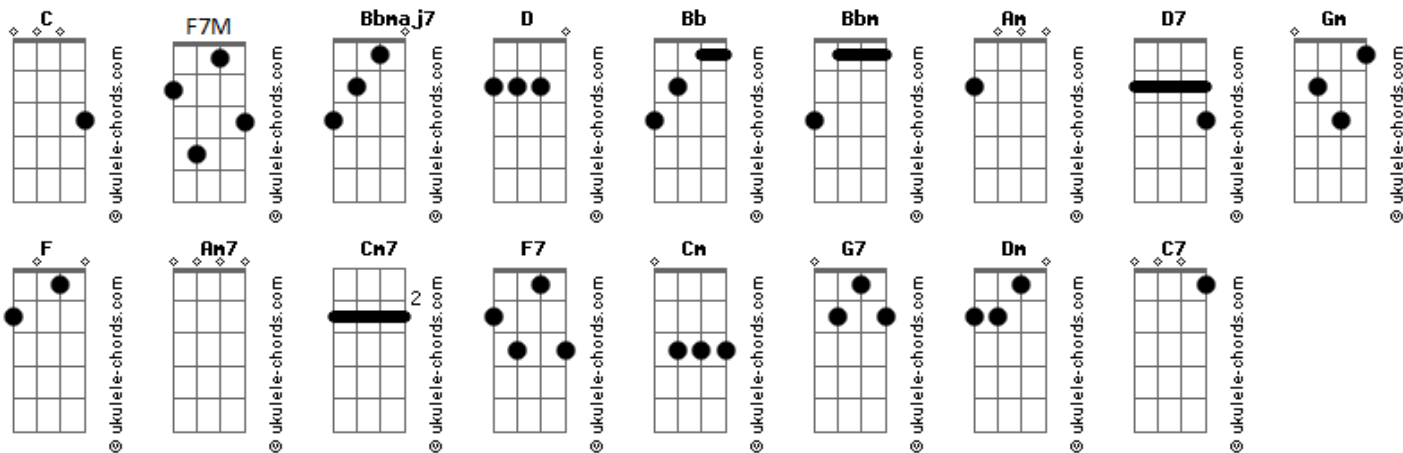 C F7M Bbmaj7 D Bb Bbm Am D7 Gm
© ukulele-chords.com © ukulele-chords.com © ukulele-chords.com © ukulele-chords.com © ukulele-chords.com © ukulele-chords.com © ukulele-chords.com © ukulele-chords.com © ukulele-chords.com
F Am7 Cm7 F7 Cm G7 Dm C7
2
© ukulele-chords.com © ukulele-chords.com © ukulele-chords.com © ukulele-chords.com © ukulele-chords.com © ukulele-chords.com © ukulele-chords.com © ukulele-chords.com